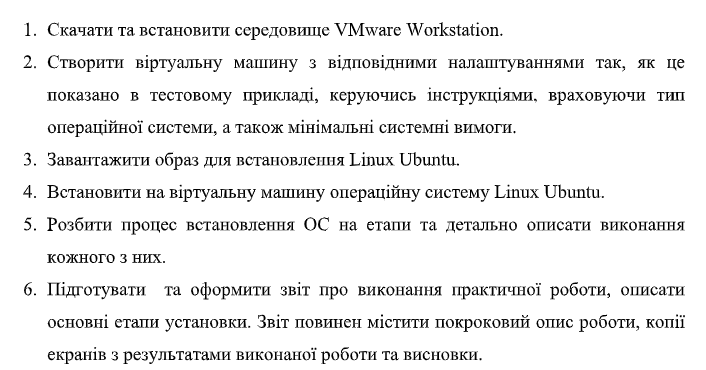 1. Скачати та встановити середовище VMware Workstation.
2. Створити віртуальну машину з відповідними налаштуваннями так, як це
показано в тестовому прикладі, керуючись інструкціями, враховуючи тип
операційної системи, а також мінімальні системні вимоги.
3. Завантажити образ для встановлення Linux Ubuntu.
4. Встановити на віртуальну машину операційну систему Linux Ubuntu.
5. Розбити процес встановлення ОС на етапи та детально описати виконання
кожного з них.
6. Підготувати та оформити звіт про виконання практичної роботи, описати
основні етапи установки. Звіт повинен містити покроковий опис роботи, копії
екранів з результатами виконаної роботи та висновки.